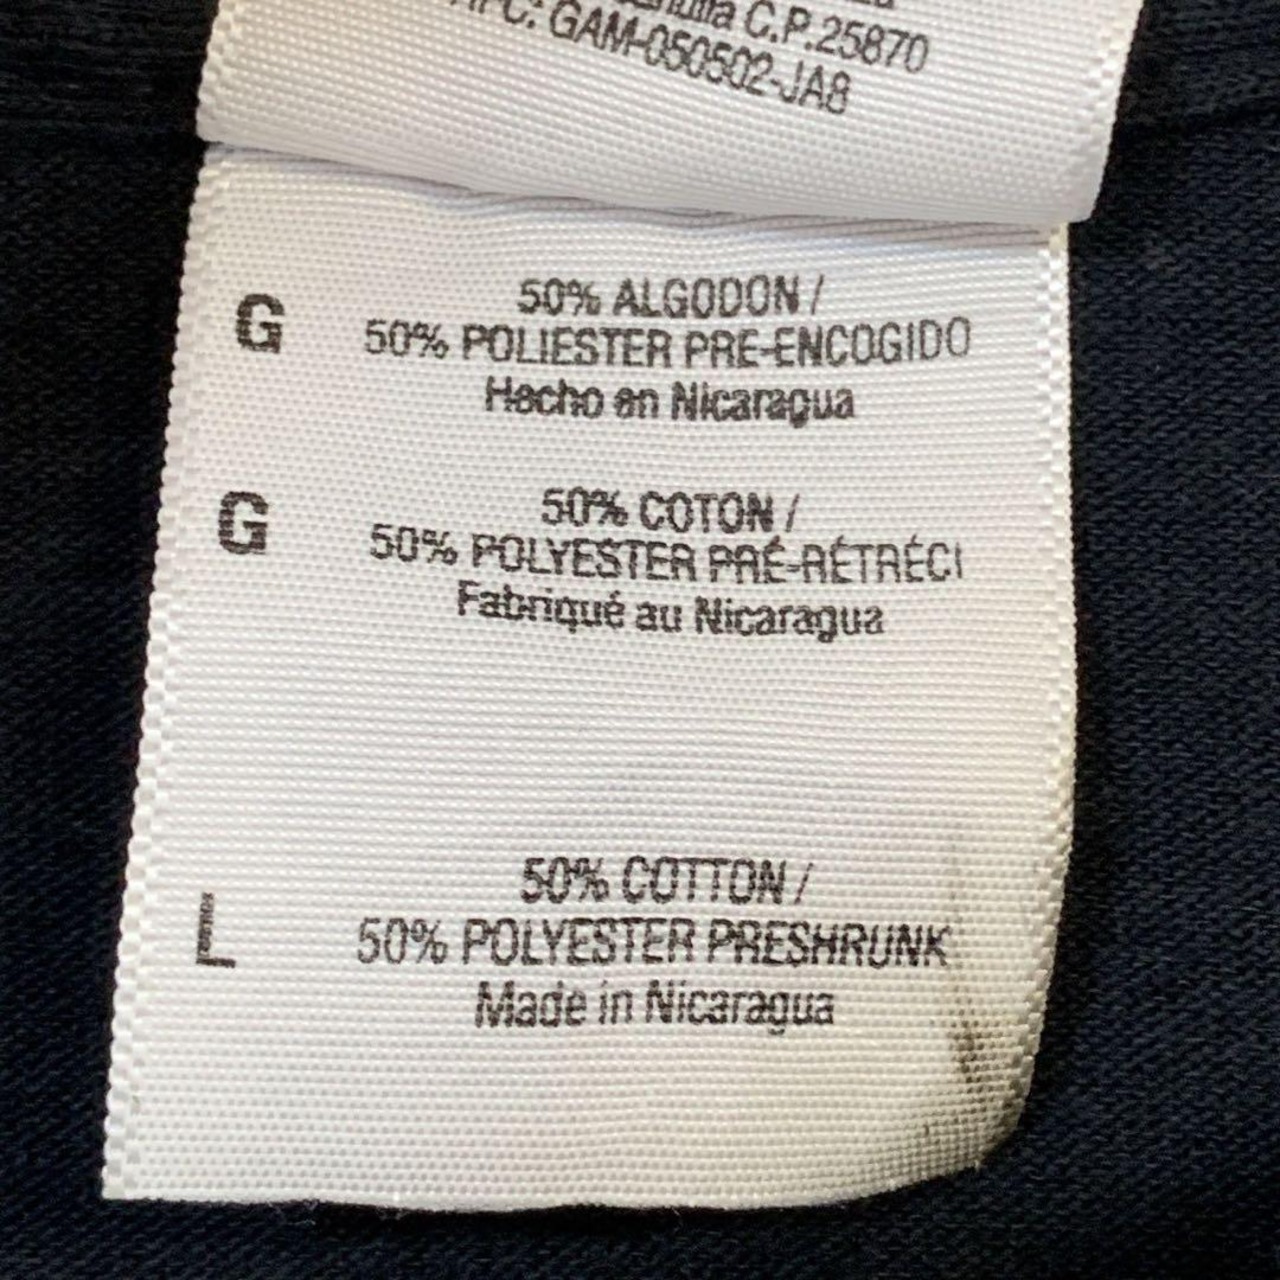 C.P.25870
RFC: GAM-050502-JA8
G
50% ALGODON /
50% POLIESTER PRE-ENCOGIDO
Hecho en Nicaragua
G
50% COTON /
50% POLYESTER PRÉ-RÉTRÉCI
Fabriqué au Nicaragua
L
50% COTTON /
50% POLYESTER PRESHRUNK
Made in Nicaragua